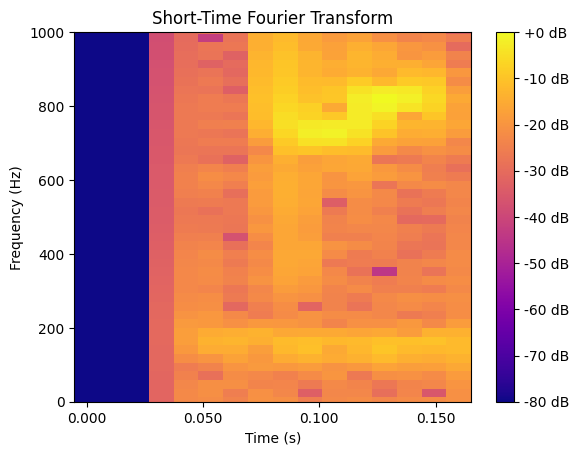 Short-Time Fourier Transform
Frequency (Hz)
1000
800
600
400
200
0
0.000 0.050 0.100 0.150
Time (s)
+0 dB
-10 dB
-20 dB
-30 dB
-40 dB
-50 dB
-60 dB
-70 dB
-80 dB